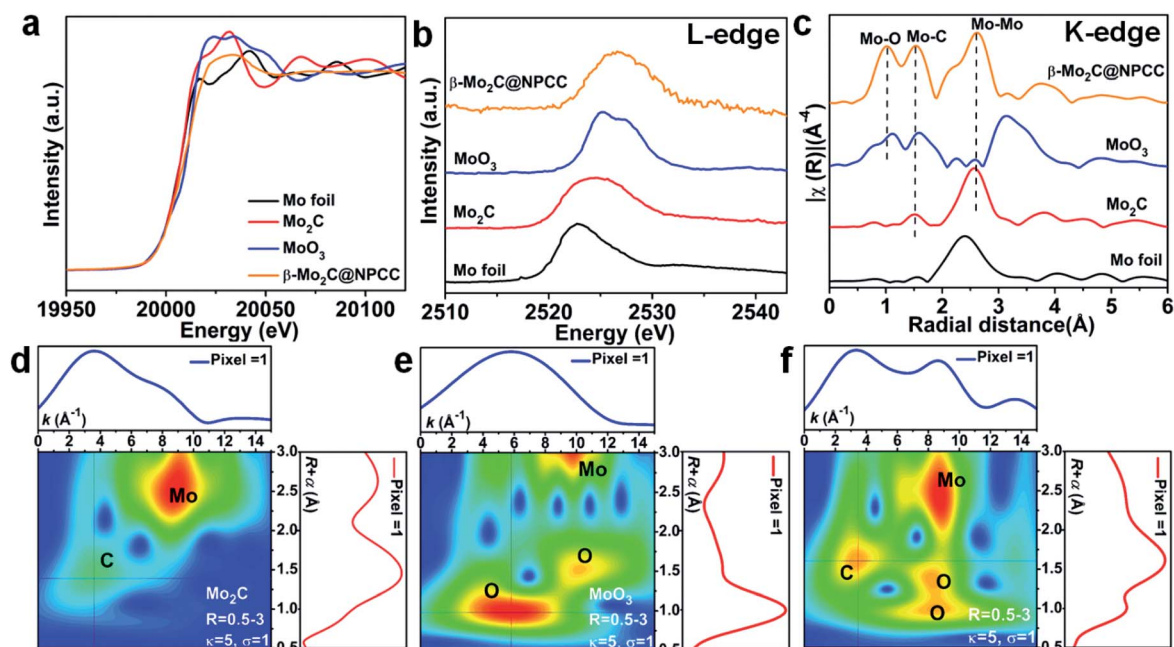 a
Intensity (a.u.)
Mo foil
Mo₂C
MoO₃
β-Mo₂C@NPCC
19950 20000 20050 20100
Energy (eV)
b
L-edge
Intensity (a.u.)
β-Mo₂C@NPCC
MoO₃
Mo₂C
Mo foil
2510 2520 2530 2540
Energy (eV)
c
K-edge
|χ (R)|(Å⁻⁴)
Mo-O Mo-C Mo-Mo
β-Mo₂C@NPCC
MoO₃
Mo₂C
Mo foil
0 1 2 3 4 5 6
Radial distance(Å)
d
Pixel =1
k (Å⁻¹)
0 2 4 6 8 10 12 14
Mo
C
Mo₂C
R=0.5-3
κ=5, σ=1
3.0
2.5
2.0
1.5
1.0
0.5
R+α (Å)
Pixel =1
e
Pixel =1
k (Å⁻¹)
0 2 4 6 8 10 12 14
Mo
O
O
MoO₃
R=0.5-3
κ=5, σ=1
3.0
2.5
2.0
1.5
1.0
0.5
R+α (Å)
Pixel =1
f
Pixel =1
k (Å⁻¹)
0 2 4 6 8 10 12 14
Mo
C
O
O
R=0.5-3
κ=5, σ=1
3.0
2.5
2.0
1.5
1.0
0.5
R+α (Å)
Pixel =1